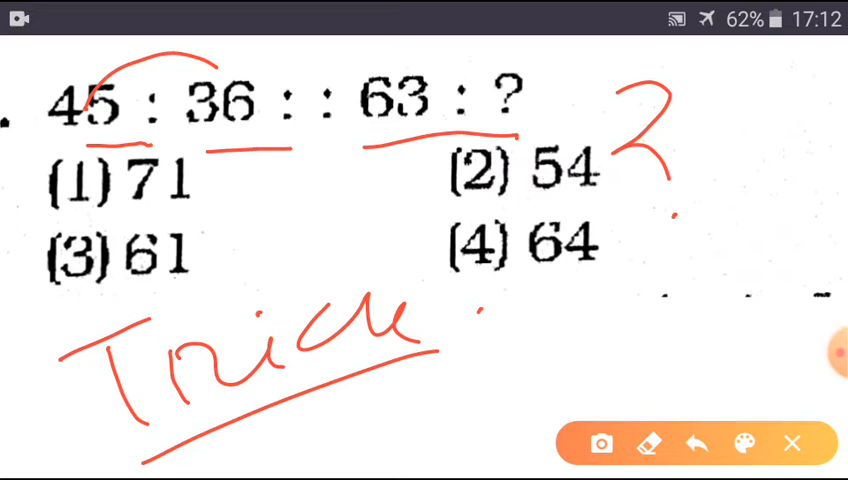 62% 17:12
. 45 : 36 : : 63 : ? ?
(1) 71 (2) 54
(3) 61 (4) 64
Trick.